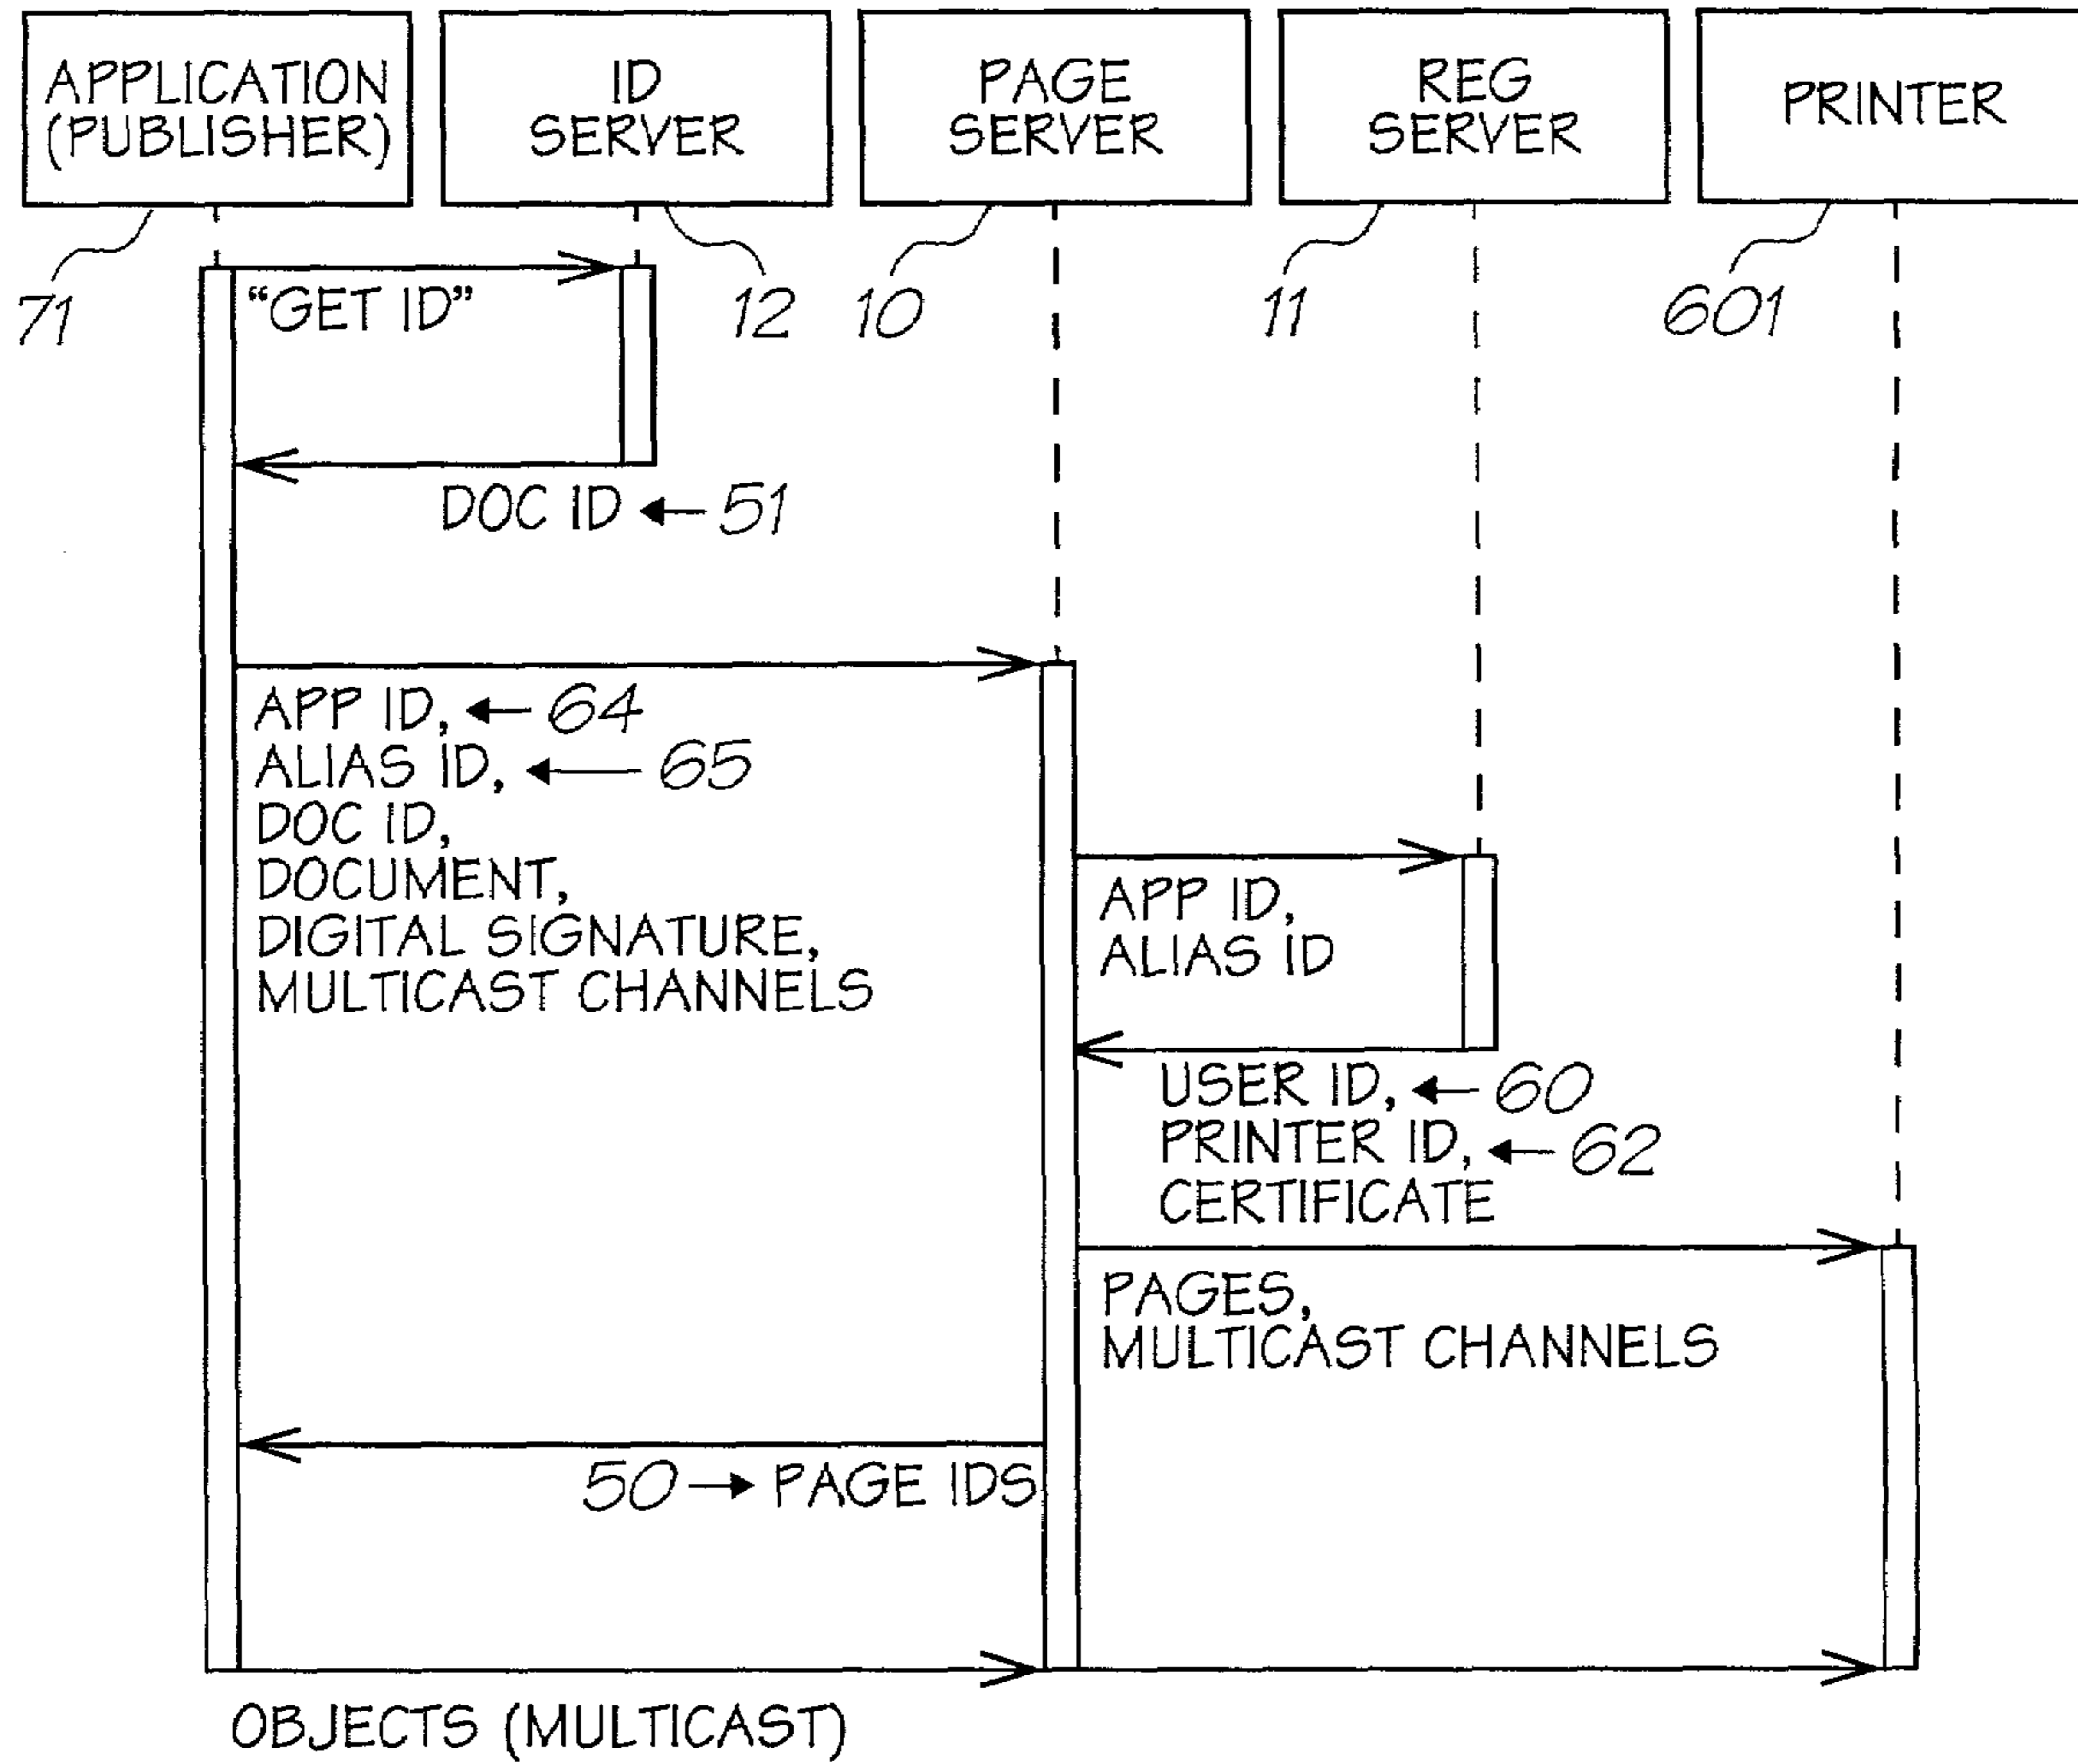 APPLICATION
(PUBLISHER)
ID
SERVER
PAGE
SERVER
REG
SERVER
PRINTER
71
12
10
11
601
“GET ID”
DOC ID 51
APP ID, 64
ALIAS ID, 65
DOC ID,
DOCUMENT,
DIGITAL SIGNATURE,
MULTICAST CHANNELS
APP ID,
ALIAS ID
USER ID, 60
PRINTER ID, 62
CERTIFICATE
PAGES,
MULTICAST CHANNELS
50 PAGE IDS
OBJECTS (MULTICAST)